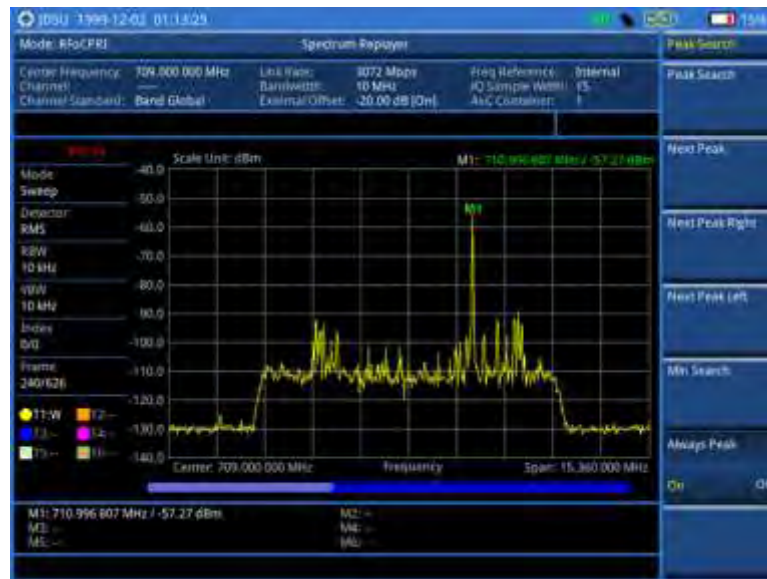 JDSU 1999-12-02 01:13:29
Mode: RFoCPRI
Spectrum Replayer
Peak Search
Center Frequency: 709.000 000 MHz
Link Rate: 3072 Mbps
Freq Reference: Internal
Channel: ---
Bandwidth: 10 MHz
I/Q Sample Width: 15
Channel Standard: Band Global
External Offset: -20.00 dB [On]
AxC Container: 1
Peak Search
Scale Unit: dBm
M1: 710.996 807 MHz / -57.27 dBm
Next Peak
Mode
Sweep
Detector
RMS
RBW
10 kHz
VBW
10 kHz
Index
0/0
Frame
240/626
T1:W T2:--
T3:-- T4:--
T5:-- T6:--
-40.0
-50.0
-60.0
-70.0
-80.0
-90.0
-100.0
-110.0
-120.0
-130.0
-140.0
M1
Next Peak Right
Next Peak Left
Min Search
Always Peak
On
Center: 709.000 000 MHz
Frequency
Span: 15.360 000 MHz
M1: 710.996 807 MHz / -57.27 dBm
M2: --
M3: --
M4: --
M5: --
M6: --